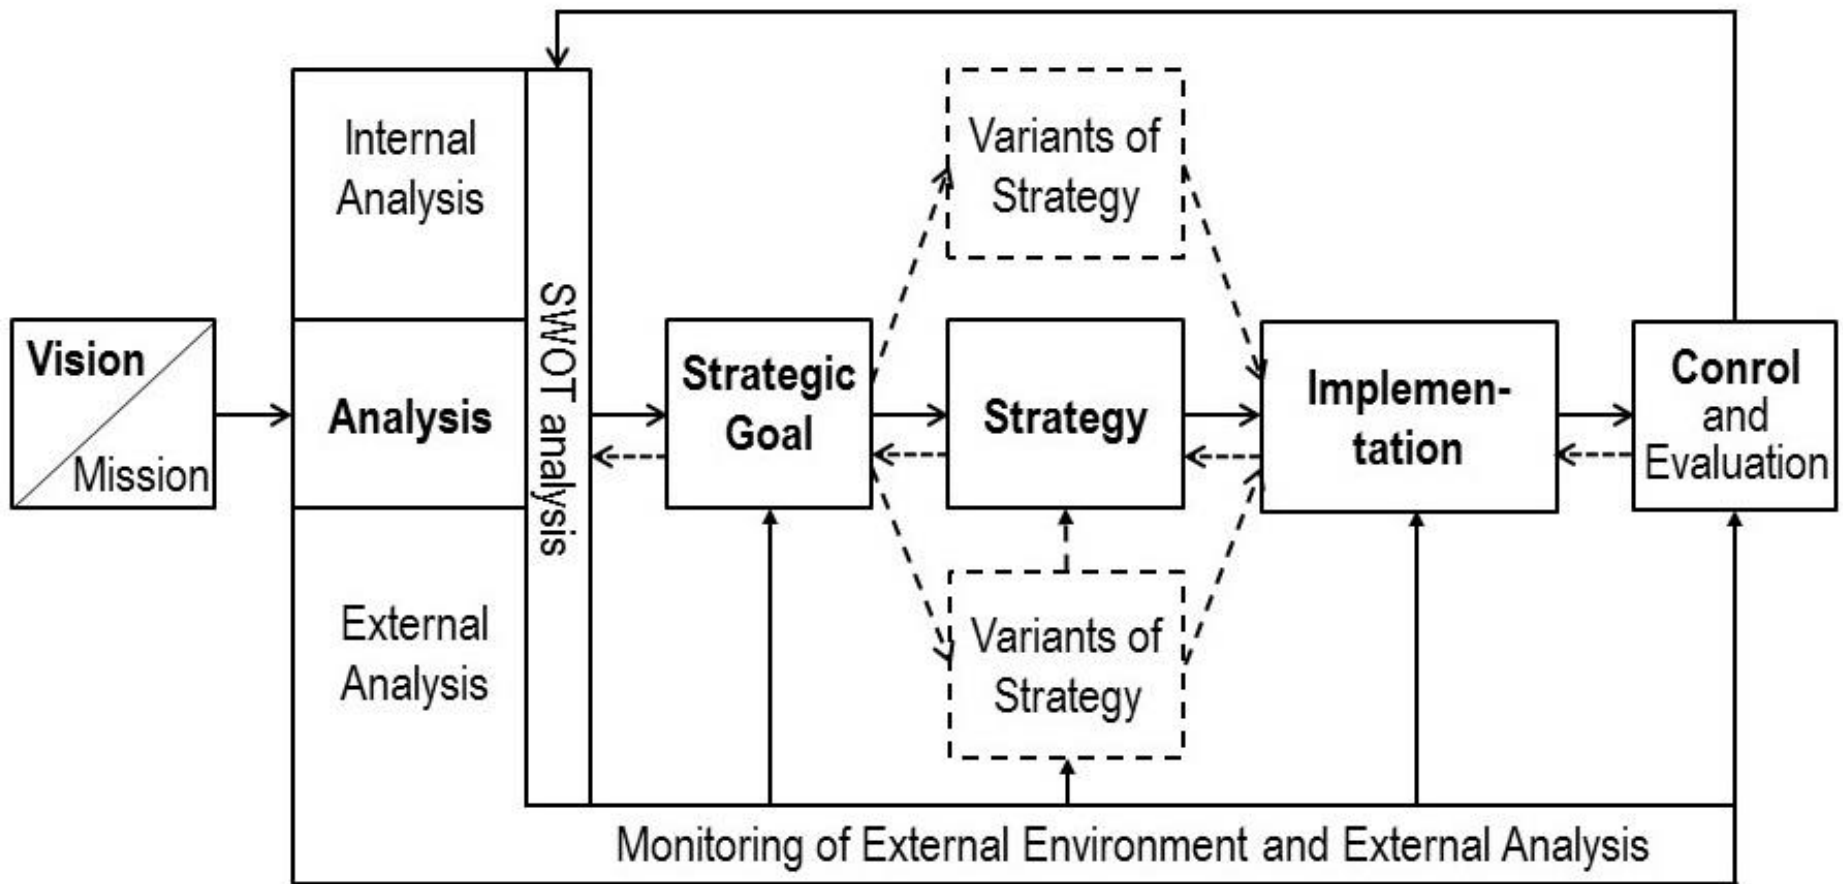 Internal
Analysis
Variants of
Strategy
Vision
Mission
Analysis
SWOT analysis
Strategic
Goal
Strategy
Implemen-
tation
Conrol
and
Evaluation
External
Analysis
Variants of
Strategy
Monitoring of External Environment and External Analysis